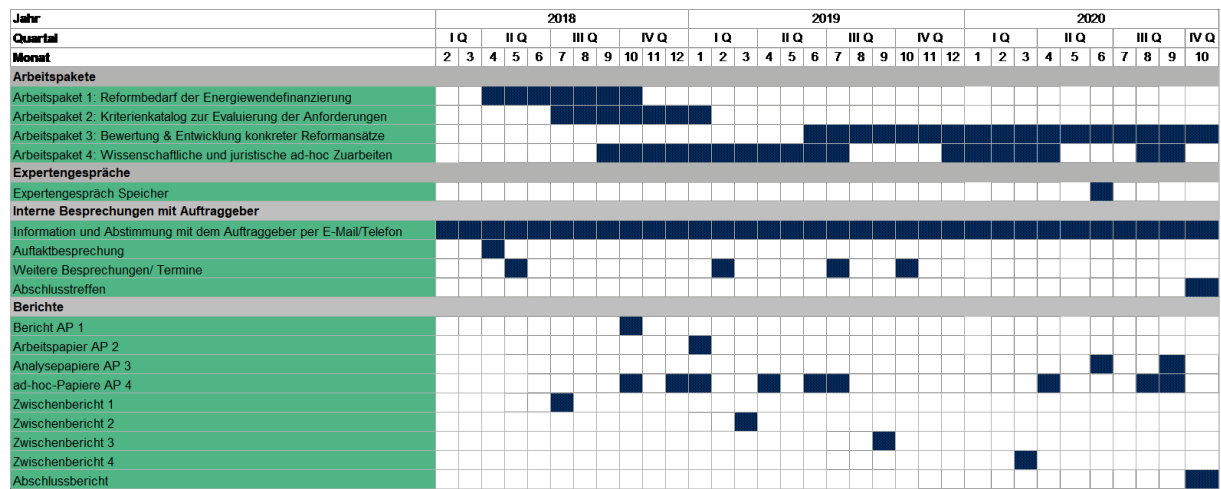 Jahr 2018 2019 2020
Quartal I Q II Q III Q IV Q I Q II Q III Q IV Q I Q II Q III Q IV Q
Monat 2 3 4 5 6 7 8 9 10 11 12 1 2 3 4 5 6 7 8 9 10 11 12 1 2 3 4 5 6 7 8 9 10
Arbeitspakete
Arbeitspaket 1: Reformbedarf der Energiewendefinanzierung
Arbeitspaket 2: Kriterienkatalog zur Evaluierung der Anforderungen
Arbeitspaket 3: Bewertung & Entwicklung konkreter Reformansätze
Arbeitspaket 4: Wissenschaftliche und juristische ad-hoc Zuarbeiten
Expertengespräche
Expertengespräch Speicher
Interne Besprechungen mit Auftraggeber
Information und Abstimmung mit dem Auftraggeber per E-Mail/Telefon
Auftaktbesprechung
Weitere Besprechungen/ Termine
Abschlusstreffen
Berichte
Bericht AP 1
Arbeitspapier AP 2
Analysepapiere AP 3
ad-hoc-Papiere AP 4
Zwischenbericht 1
Zwischenbericht 2
Zwischenbericht 3
Zwischenbericht 4
Abschlussbericht